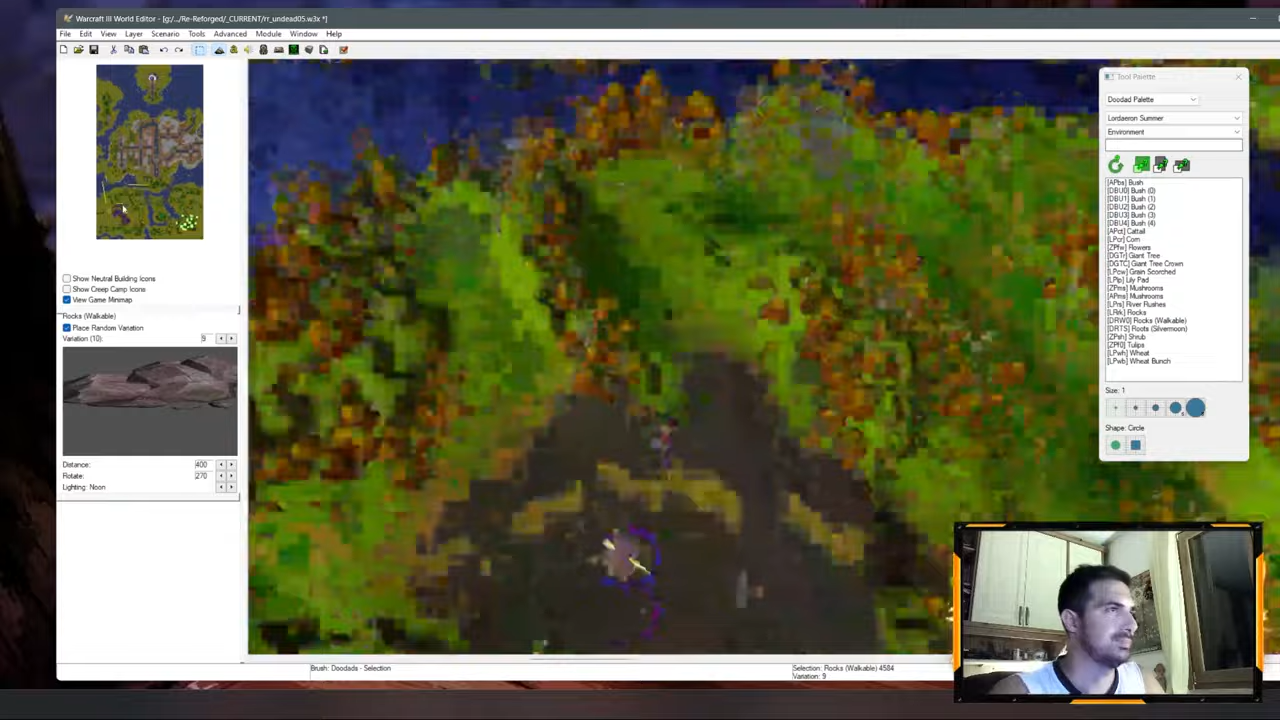 Warcraft III World Editor - [g:/../Re-Reforged/_CURRENT/rr_undead05.w3x *]
File Edit View Layer Scenario Tools Advanced Module Window Help
Show Neutral Building Icons
Show Creep Camp Icons
View Game Minimap
Rocks (Walkable)
Place Random Variation
Variation (10): 9
Distance: 400
Rotate: 270
Lighting: Noon
Tool Palette
Doodad Palette
Lordaeron Summer
Environment
[APbs] Bush
[DBU0] Bush (0)
[DBU1] Bush (1)
[DBU2] Bush (2)
[DBU3] Bush (3)
[DBU4] Bush (4)
[APct] Cattail
[LPcr] Corn
[ZPfw] Flowers
[DGTr] Giant Tree
[DGTC] Giant Tree Crown
[LPcw] Grain Scorched
[LPlp] Lily Pad
[ZPms] Mushrooms
[APms] Mushrooms
[LPrs] River Rushes
[LRrk] Rocks
[DRW0] Rocks (Walkable)
[DRTS] Roots (Silvermoon)
[ZPsh] Shrub
[ZPf0] Tulips
[LPwh] Wheat
[LPwb] Wheat Bunch
Size: 1
Shape: Circle
Brush: Doodads - Selection
Selection: Rocks (Walkable) 4584
Variation: 9